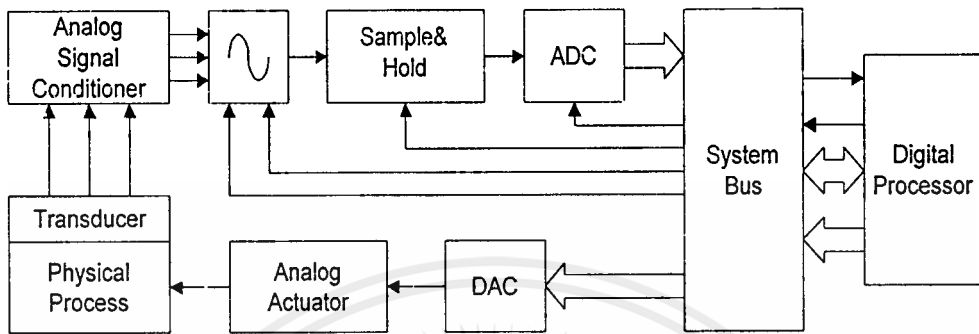 Analog
Signal
Conditioner
Sample&
Hold
ADC
System
Bus
Digital
Processor
Transducer
Physical
Process
Analog
Actuator
DAC